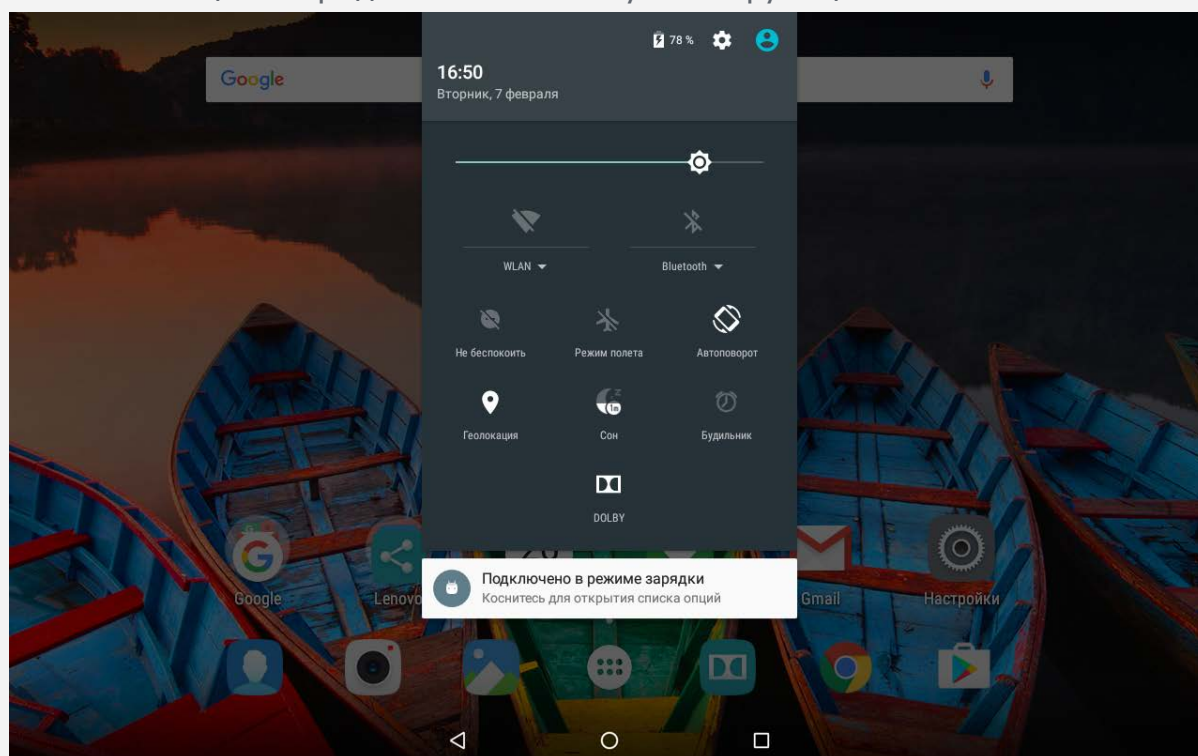 Google
78 %
16:50
Вторник, 7 февраля
WLAN
Bluetooth
Не беспокоить
Режим полета
Автоповорот
Геолокация
Сон
Будильник
DOLBY
Подключено в режиме зарядки
Коснитесь для открытия списка опций
Google
Lenovo
Gmail
Настройки